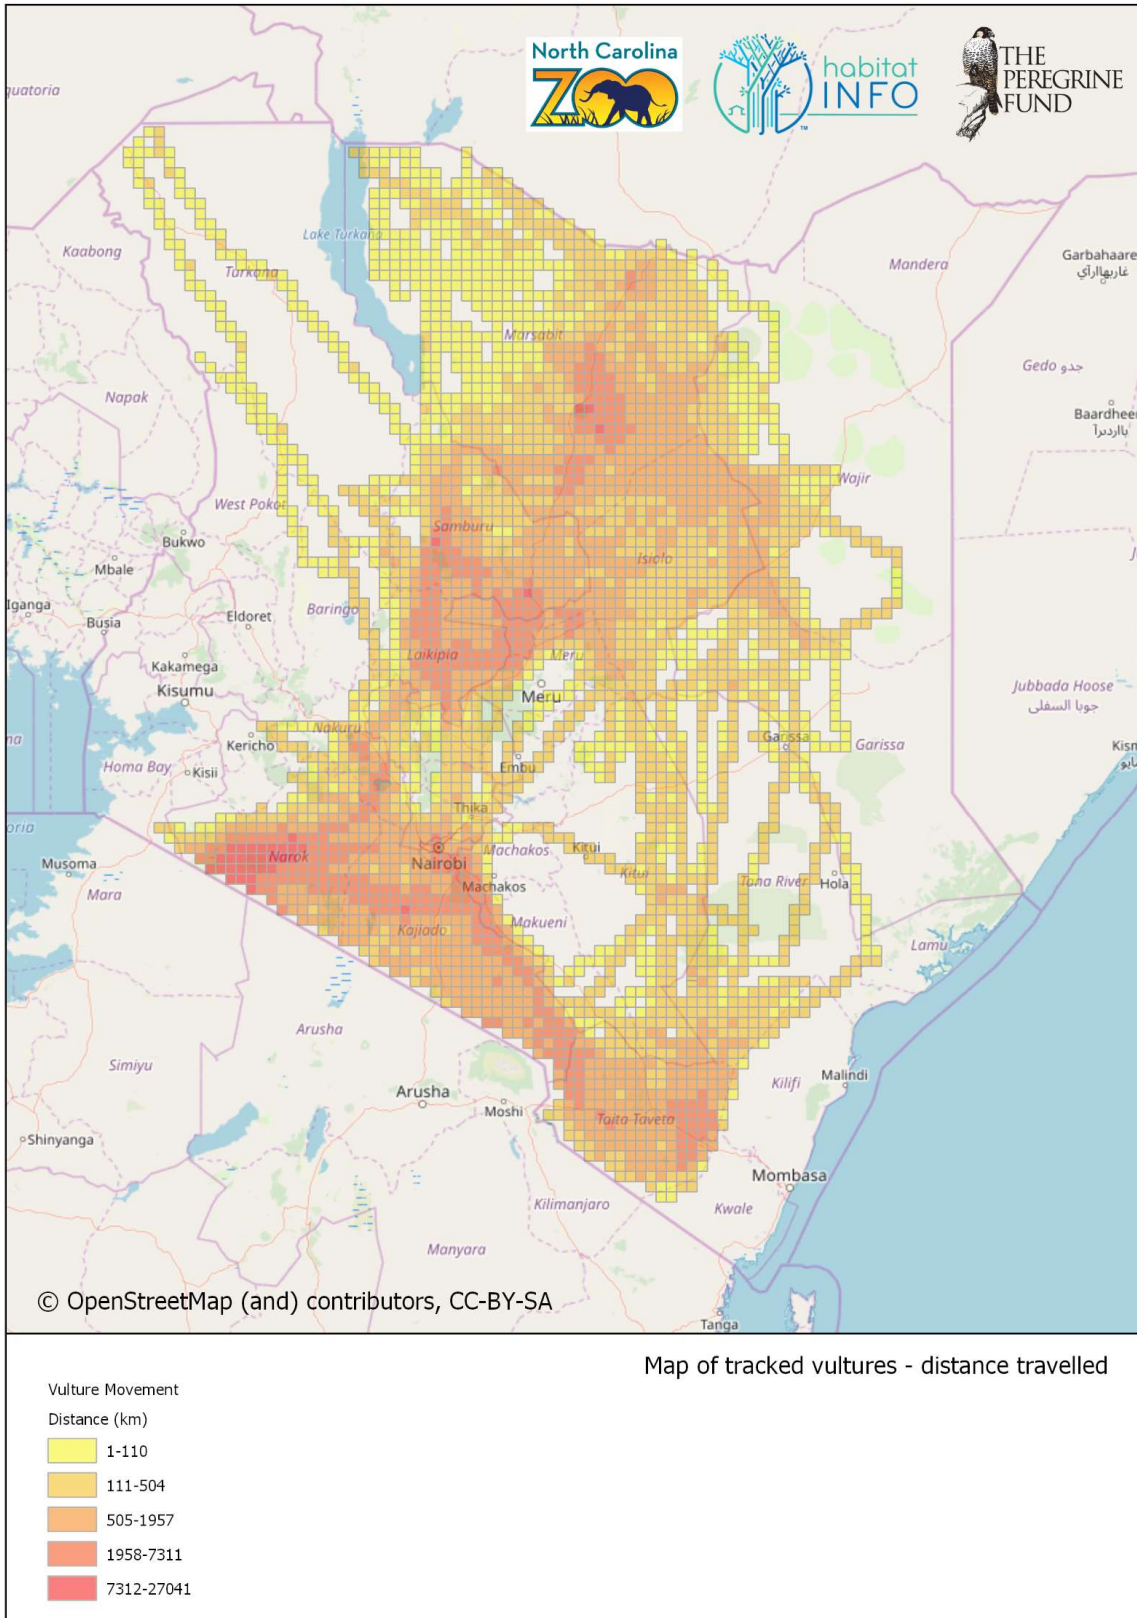 North Carolina
ZOO
habitat
INFO
TM
THE
PEREGRINE
FUND
quatoria
Lake Turkana
Kaabong
Turkana
Mandera
Garbahaare
غاربهاارآي
Marsabit
Gedo جدو
Napak
Baardheer
باارديرآ
Wajir
West Pokot
Bukwo
Samburu
Mbale
Isiolo
Iganga
Busia
Baringo
Eldoret
Kakamega
Laikipia
Meru
Kisumu
Meru
Jubbada Hoose
جوبا السفلى
Nakuru
Kericho
Garissa
Garissa
Homa Bay
Kisii
Embu
Thika
Narok
Nairobi
Machakos
Kitui
Musoma
Machakos
Kitui
Tana River
Hola
Mara
Kajiado
Makueni
Lamu
Arusha
Simiyu
Kilifi
Malindi
Arusha
Moshi
Taita Taveta
Shinyanga
Mombasa
Kilimanjaro
Kwale
Manyara
© OpenStreetMap (and) contributors, CC-BY-SA
Tanga
Map of tracked vultures - distance travelled
Vulture Movement
Distance (km)
1-110
111-504
505-1957
1958-7311
7312-27041